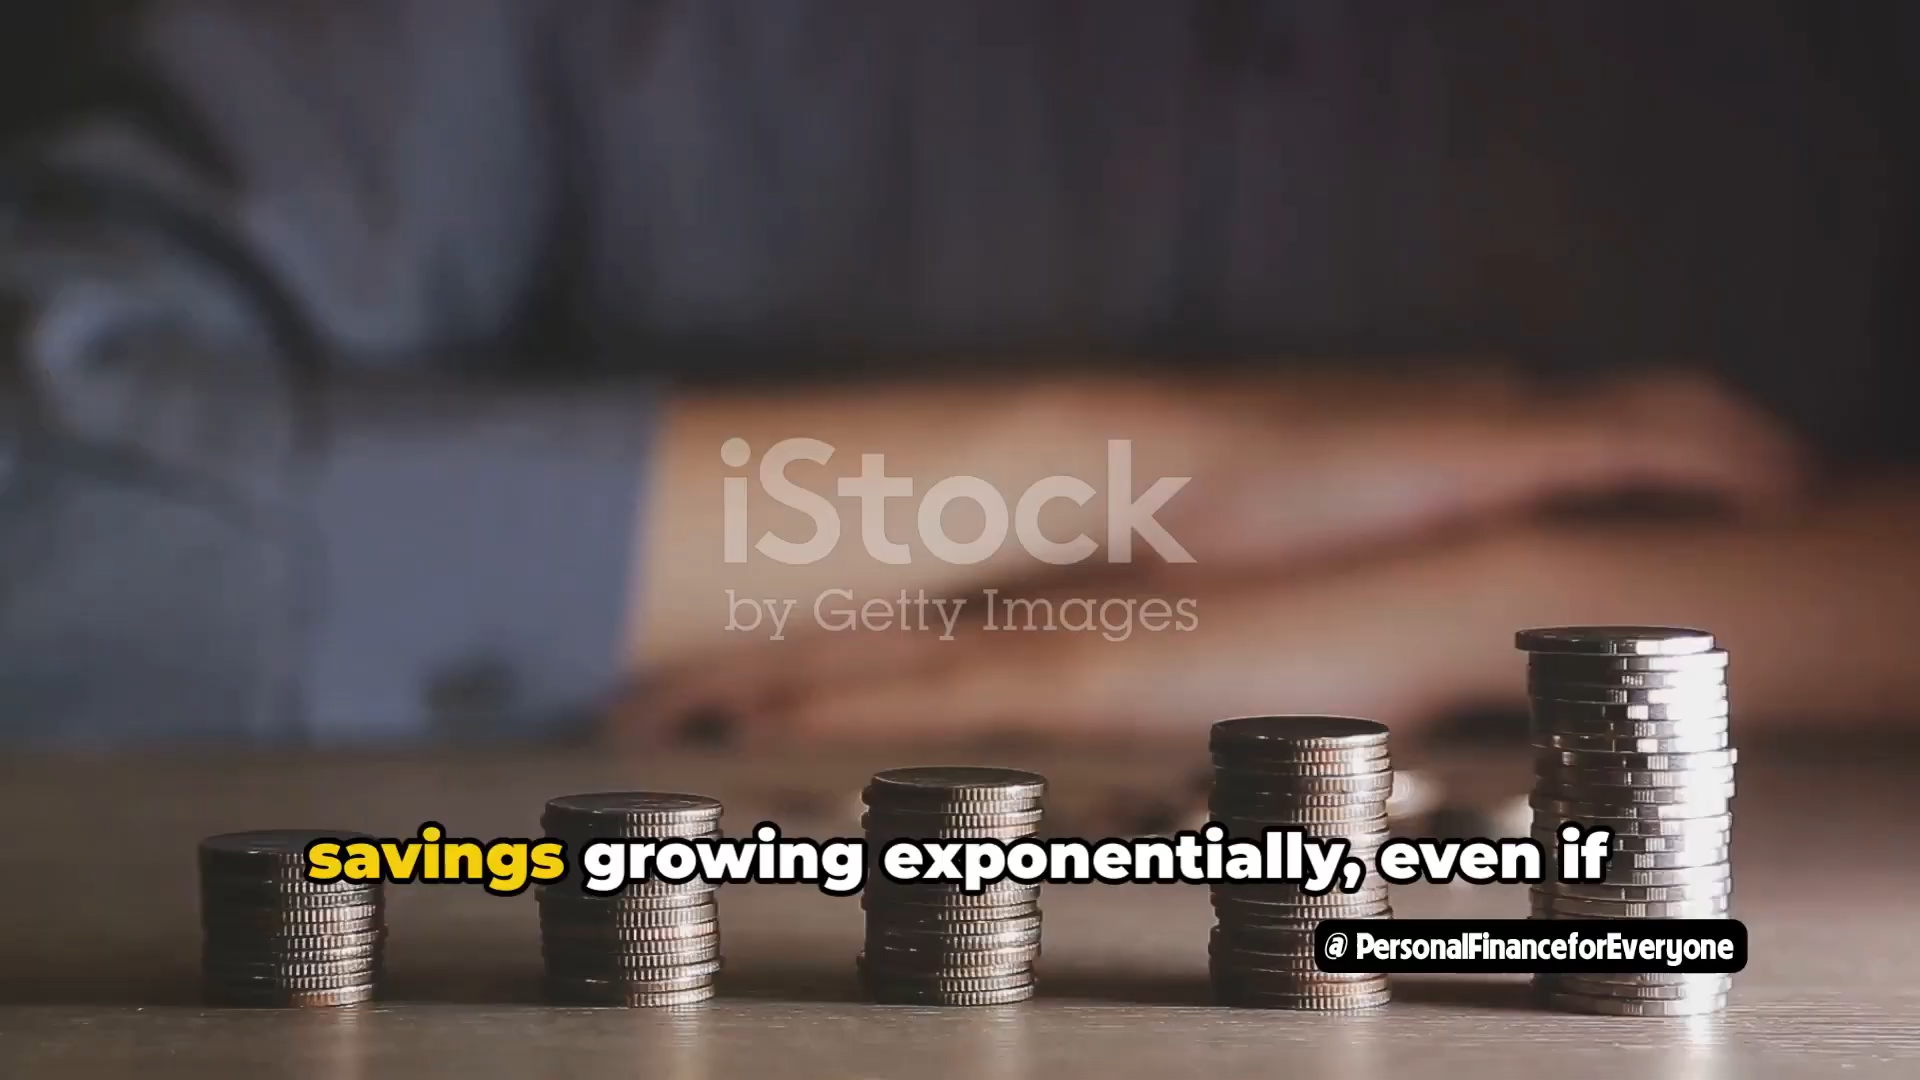 iStock
by Getty Images
savings growing exponentially, even if
@ PersonalFinanceforEveryone